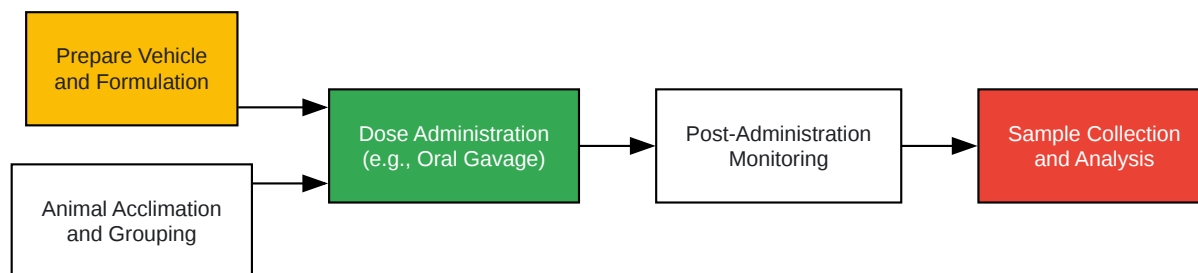 Prepare Vehicle
and Formulation
Animal Acclimation
and Grouping
Dose Administration
(e.g., Oral Gavage)
Post-Administration
Monitoring
Sample Collection
and Analysis